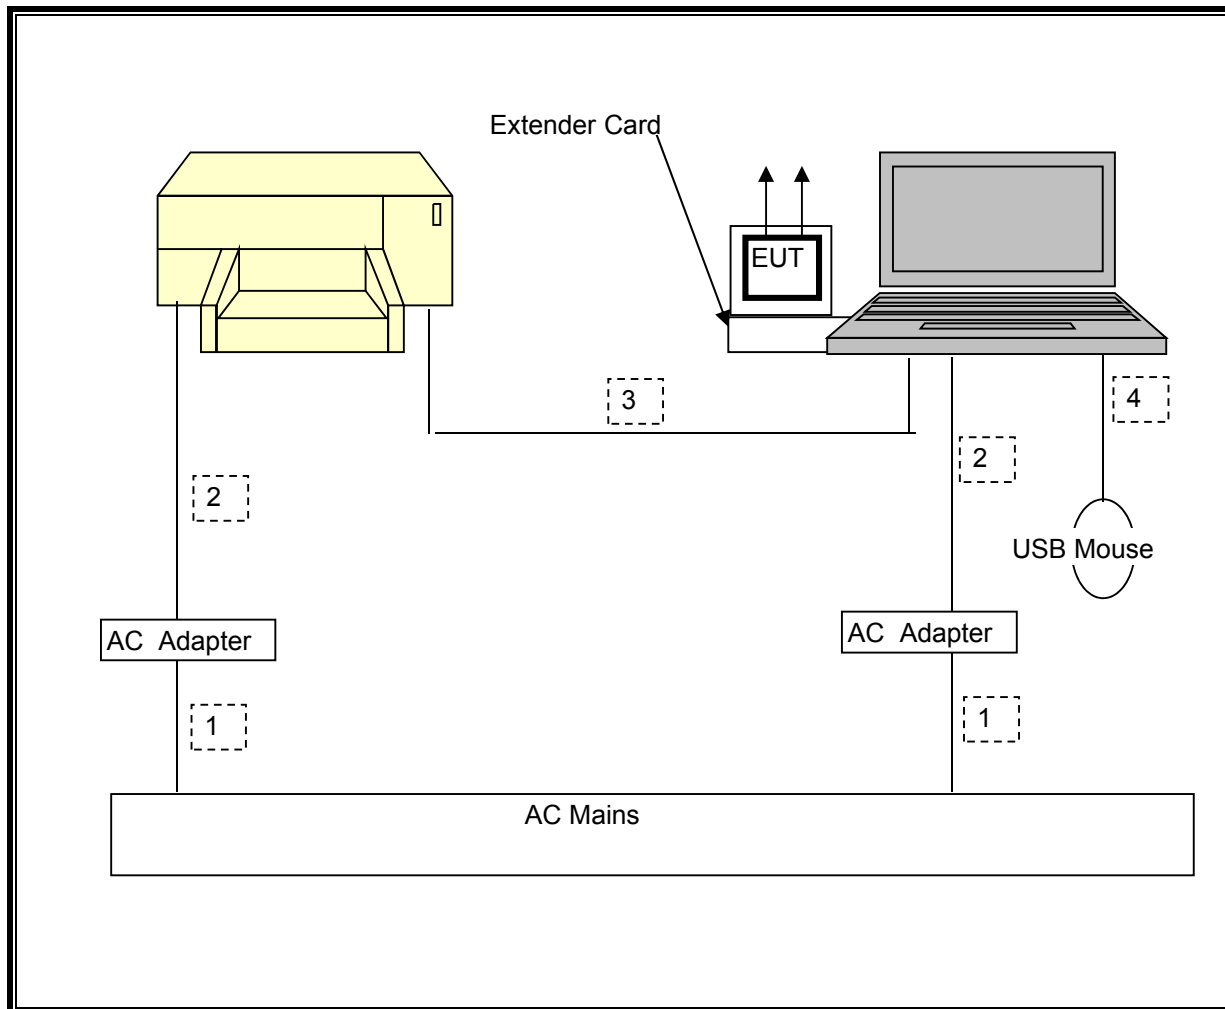 Extender Card
EUT
3
4
2
2
USB Mouse
AC Adapter
AC Adapter
1
1
AC Mains